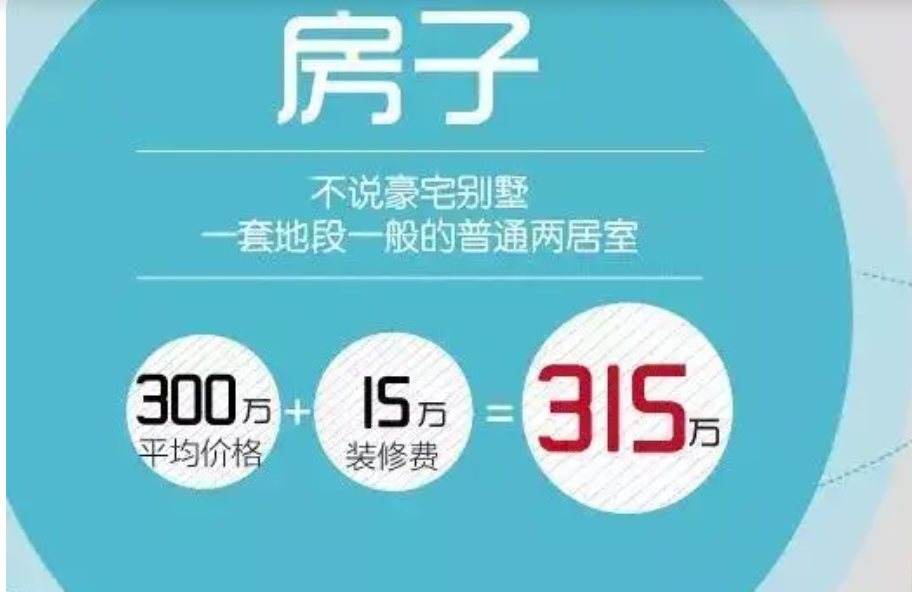 房子
不说豪宅别墅
一套地段一般的普通两居室
300万 + 15万 = 315万
平均价格 装修费